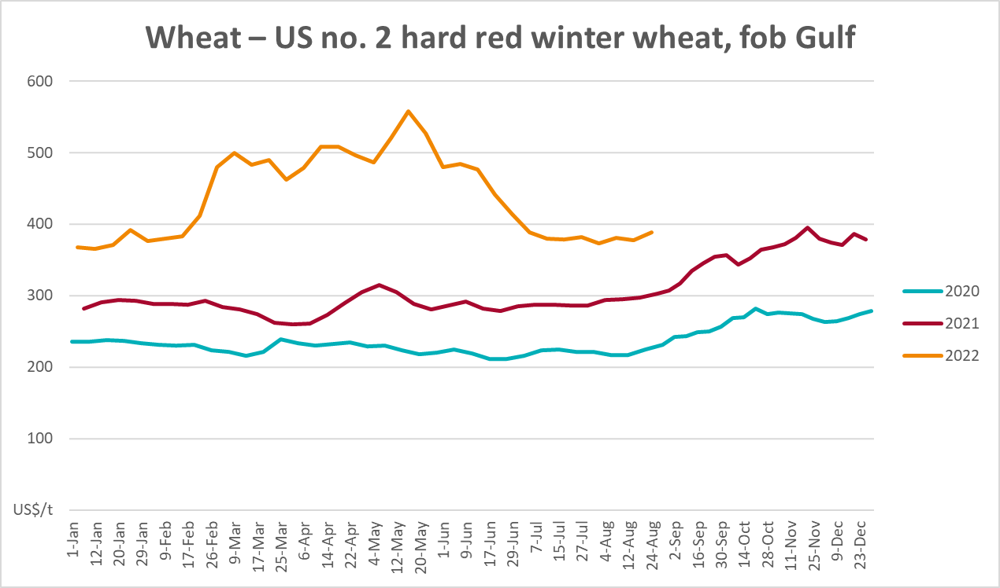 Wheat – US no. 2 hard red winter wheat, fob Gulf
600
500
400
300
200
100
US$/t
2020
2021
2022
1-Jan
12-Jan
20-Jan
29-Jan
9-Feb
17-Feb
26-Feb
9-Mar
17-Mar
25-Mar
6-Apr
14-Apr
22-Apr
4-May
12-May
20-May
1-Jun
9-Jun
17-Jun
29-Jun
7-Jul
15-Jul
27-Jul
4-Aug
12-Aug
24-Aug
2-Sep
16-Sep
30-Sep
14-Oct
28-Oct
11-Nov
25-Nov
9-Dec
23-Dec